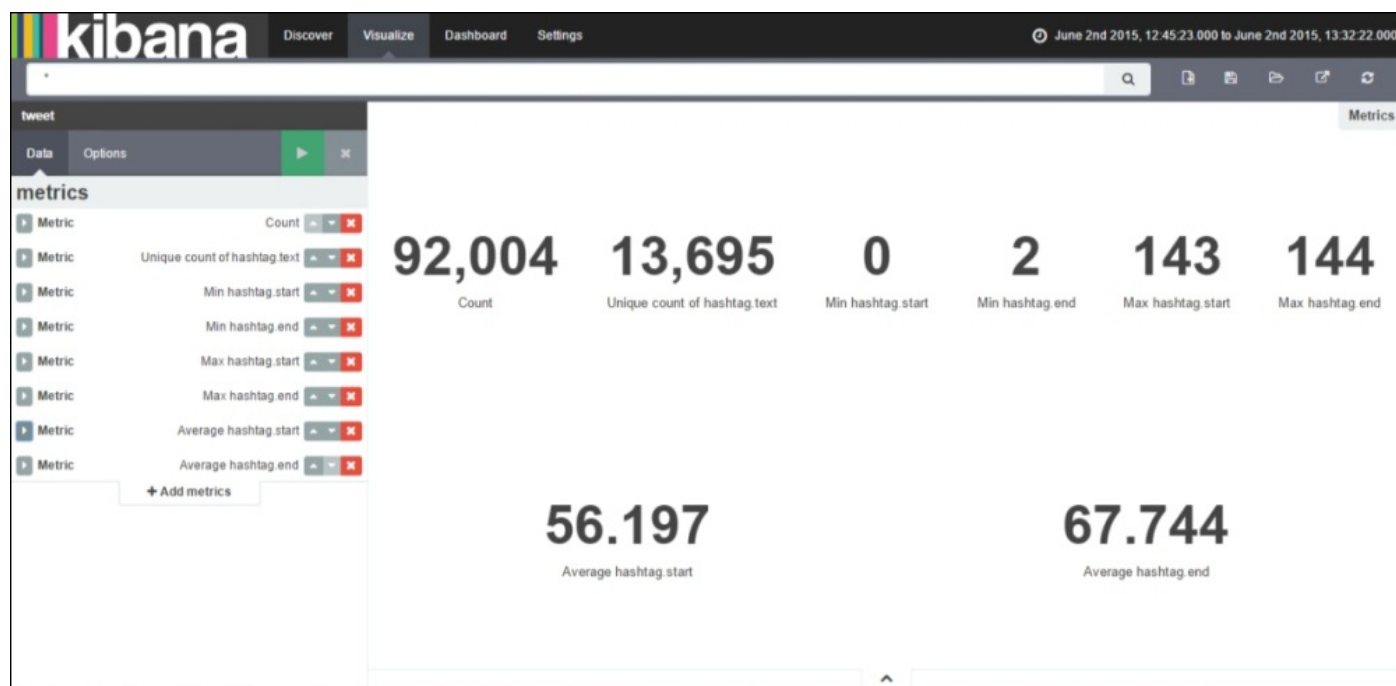 kibana Discover Visualize Dashboard Settings June 2nd 2015, 12:45:23.000 to June 2nd 2015, 13:32:22.000
*
tweet
Metrics
Data Options
metrics
Metric Count
Metric Unique count of hashtag.text
Metric Min hashtag.start
Metric Min hashtag.end
Metric Max hashtag.start
Metric Max hashtag.end
Metric Average hashtag.start
Metric Average hashtag.end
+ Add metrics
92,004 13,695 0 2 143 144
Count Unique count of hashtag.text Min hashtag.start Min hashtag.end Max hashtag.start Max hashtag.end
56.197 67.744
Average hashtag.start Average hashtag.end